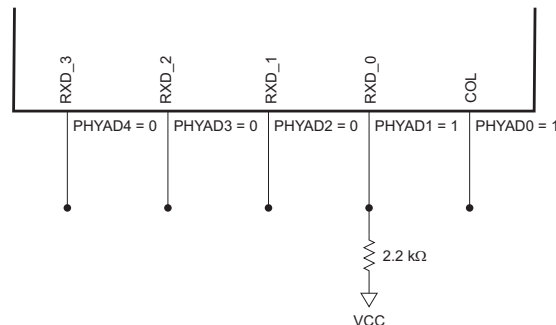 RXD_3
RXD_2
RXD_1
RXD_0
COL
PHYAD4 = 0
PHYAD3 = 0
PHYAD2 = 0
PHYAD1 = 1
PHYAD0 = 1
2.2 kΩ
VCC